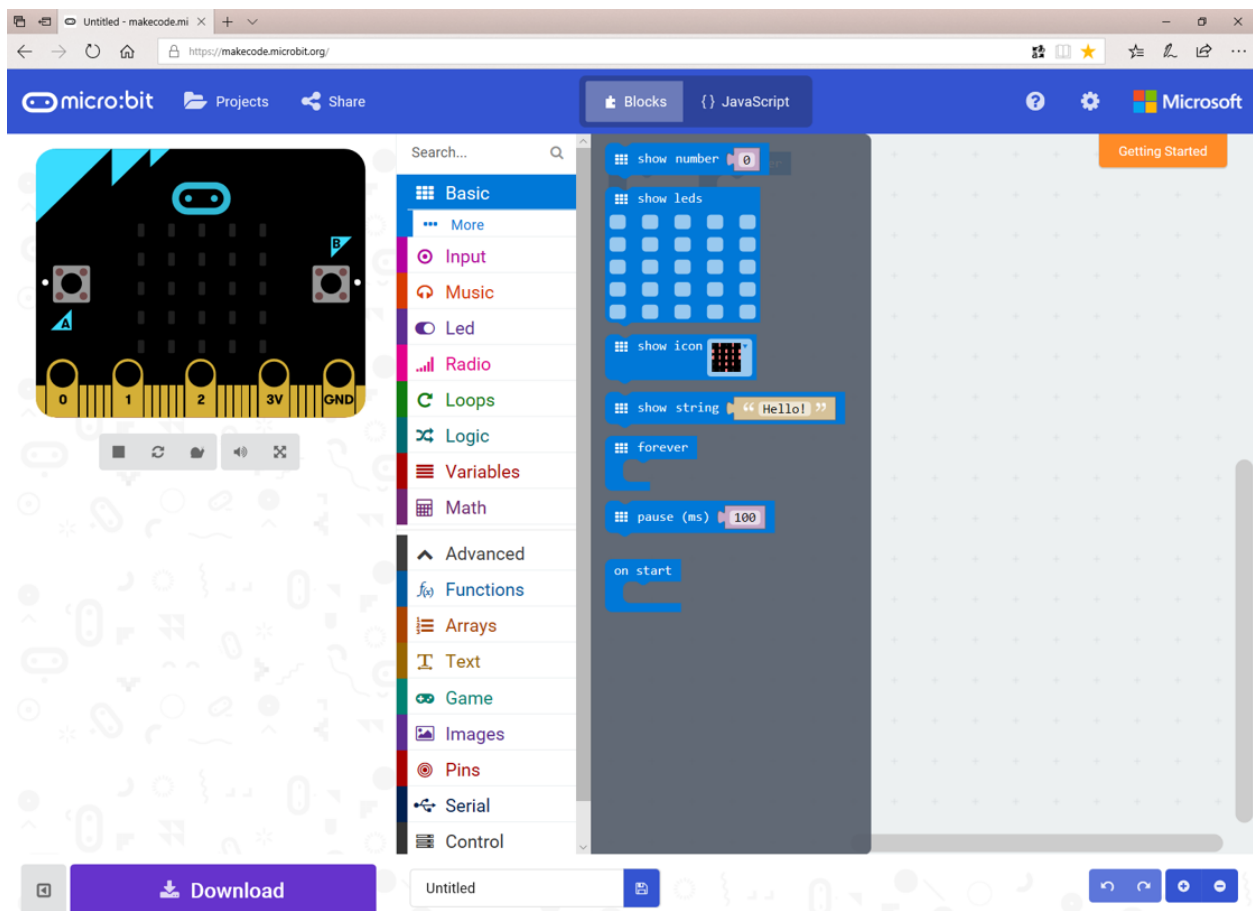 Untitled - makecode.mi
https://makecode.microbit.org/
micro:bit Projects Share Blocks {} JavaScript Microsoft
Getting Started
B
A
0 1 2 3V GND
Search...
Basic
More
Input
Music
Led
Radio
Loops
Logic
Variables
Math
Advanced
f(x) Functions
Arrays
Text
Game
Images
Pins
Serial
Control
show number 0
show leds
show icon
show string “ Hello! ”
forever
pause (ms) 100
on start
Download
Untitled